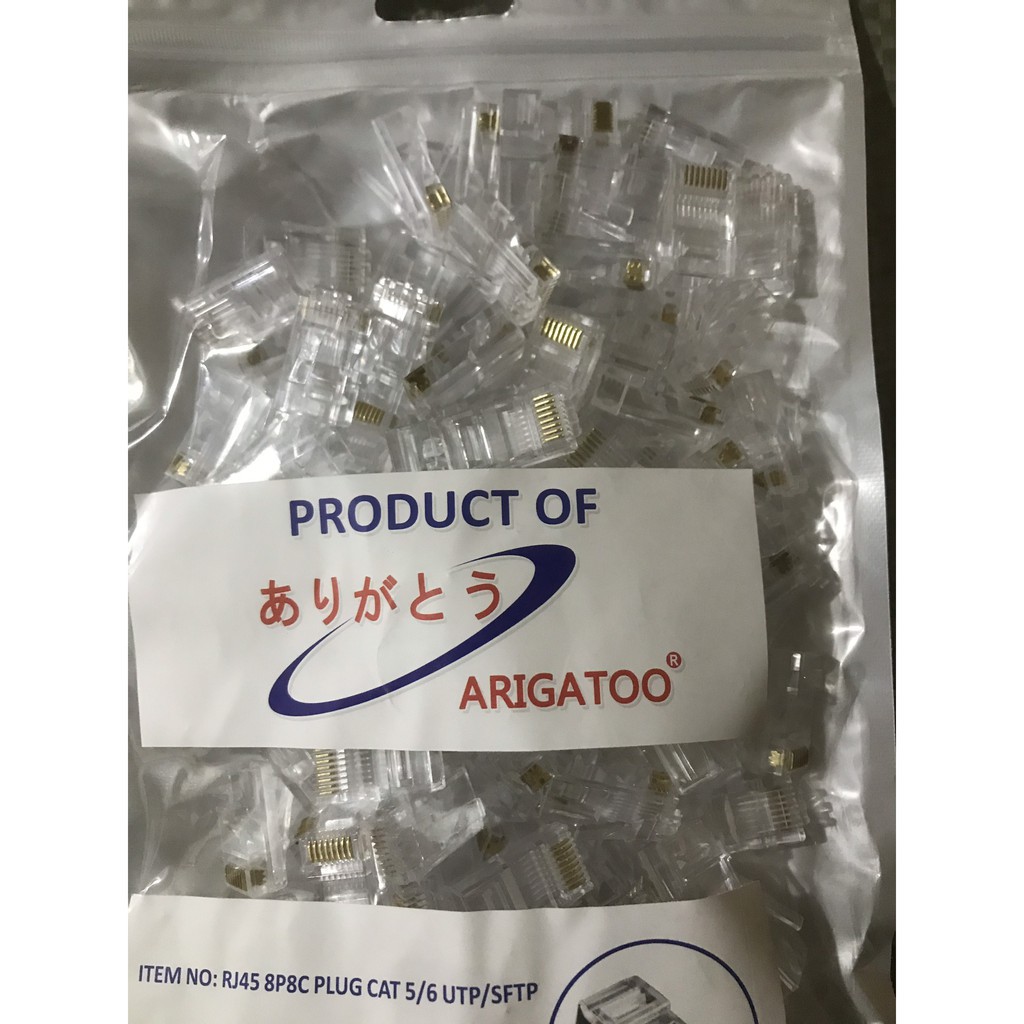 PRODUCT OF
ありがとう
ARIGATOO®
ITEM NO: RJ45 8P8C PLUG CAT 5/6 UTP/SFTP